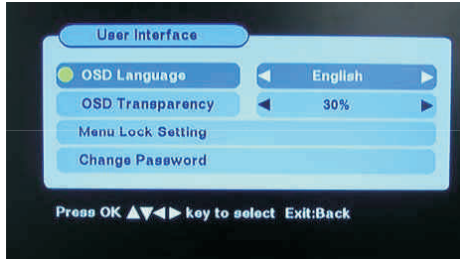 User Interface
OSD Language ◀ English ▶
OSD Transparency ◀ 30% ▶
Menu Lock Setting
Change Password
Press OK ▲▼◀▶ key to select Exit:Back